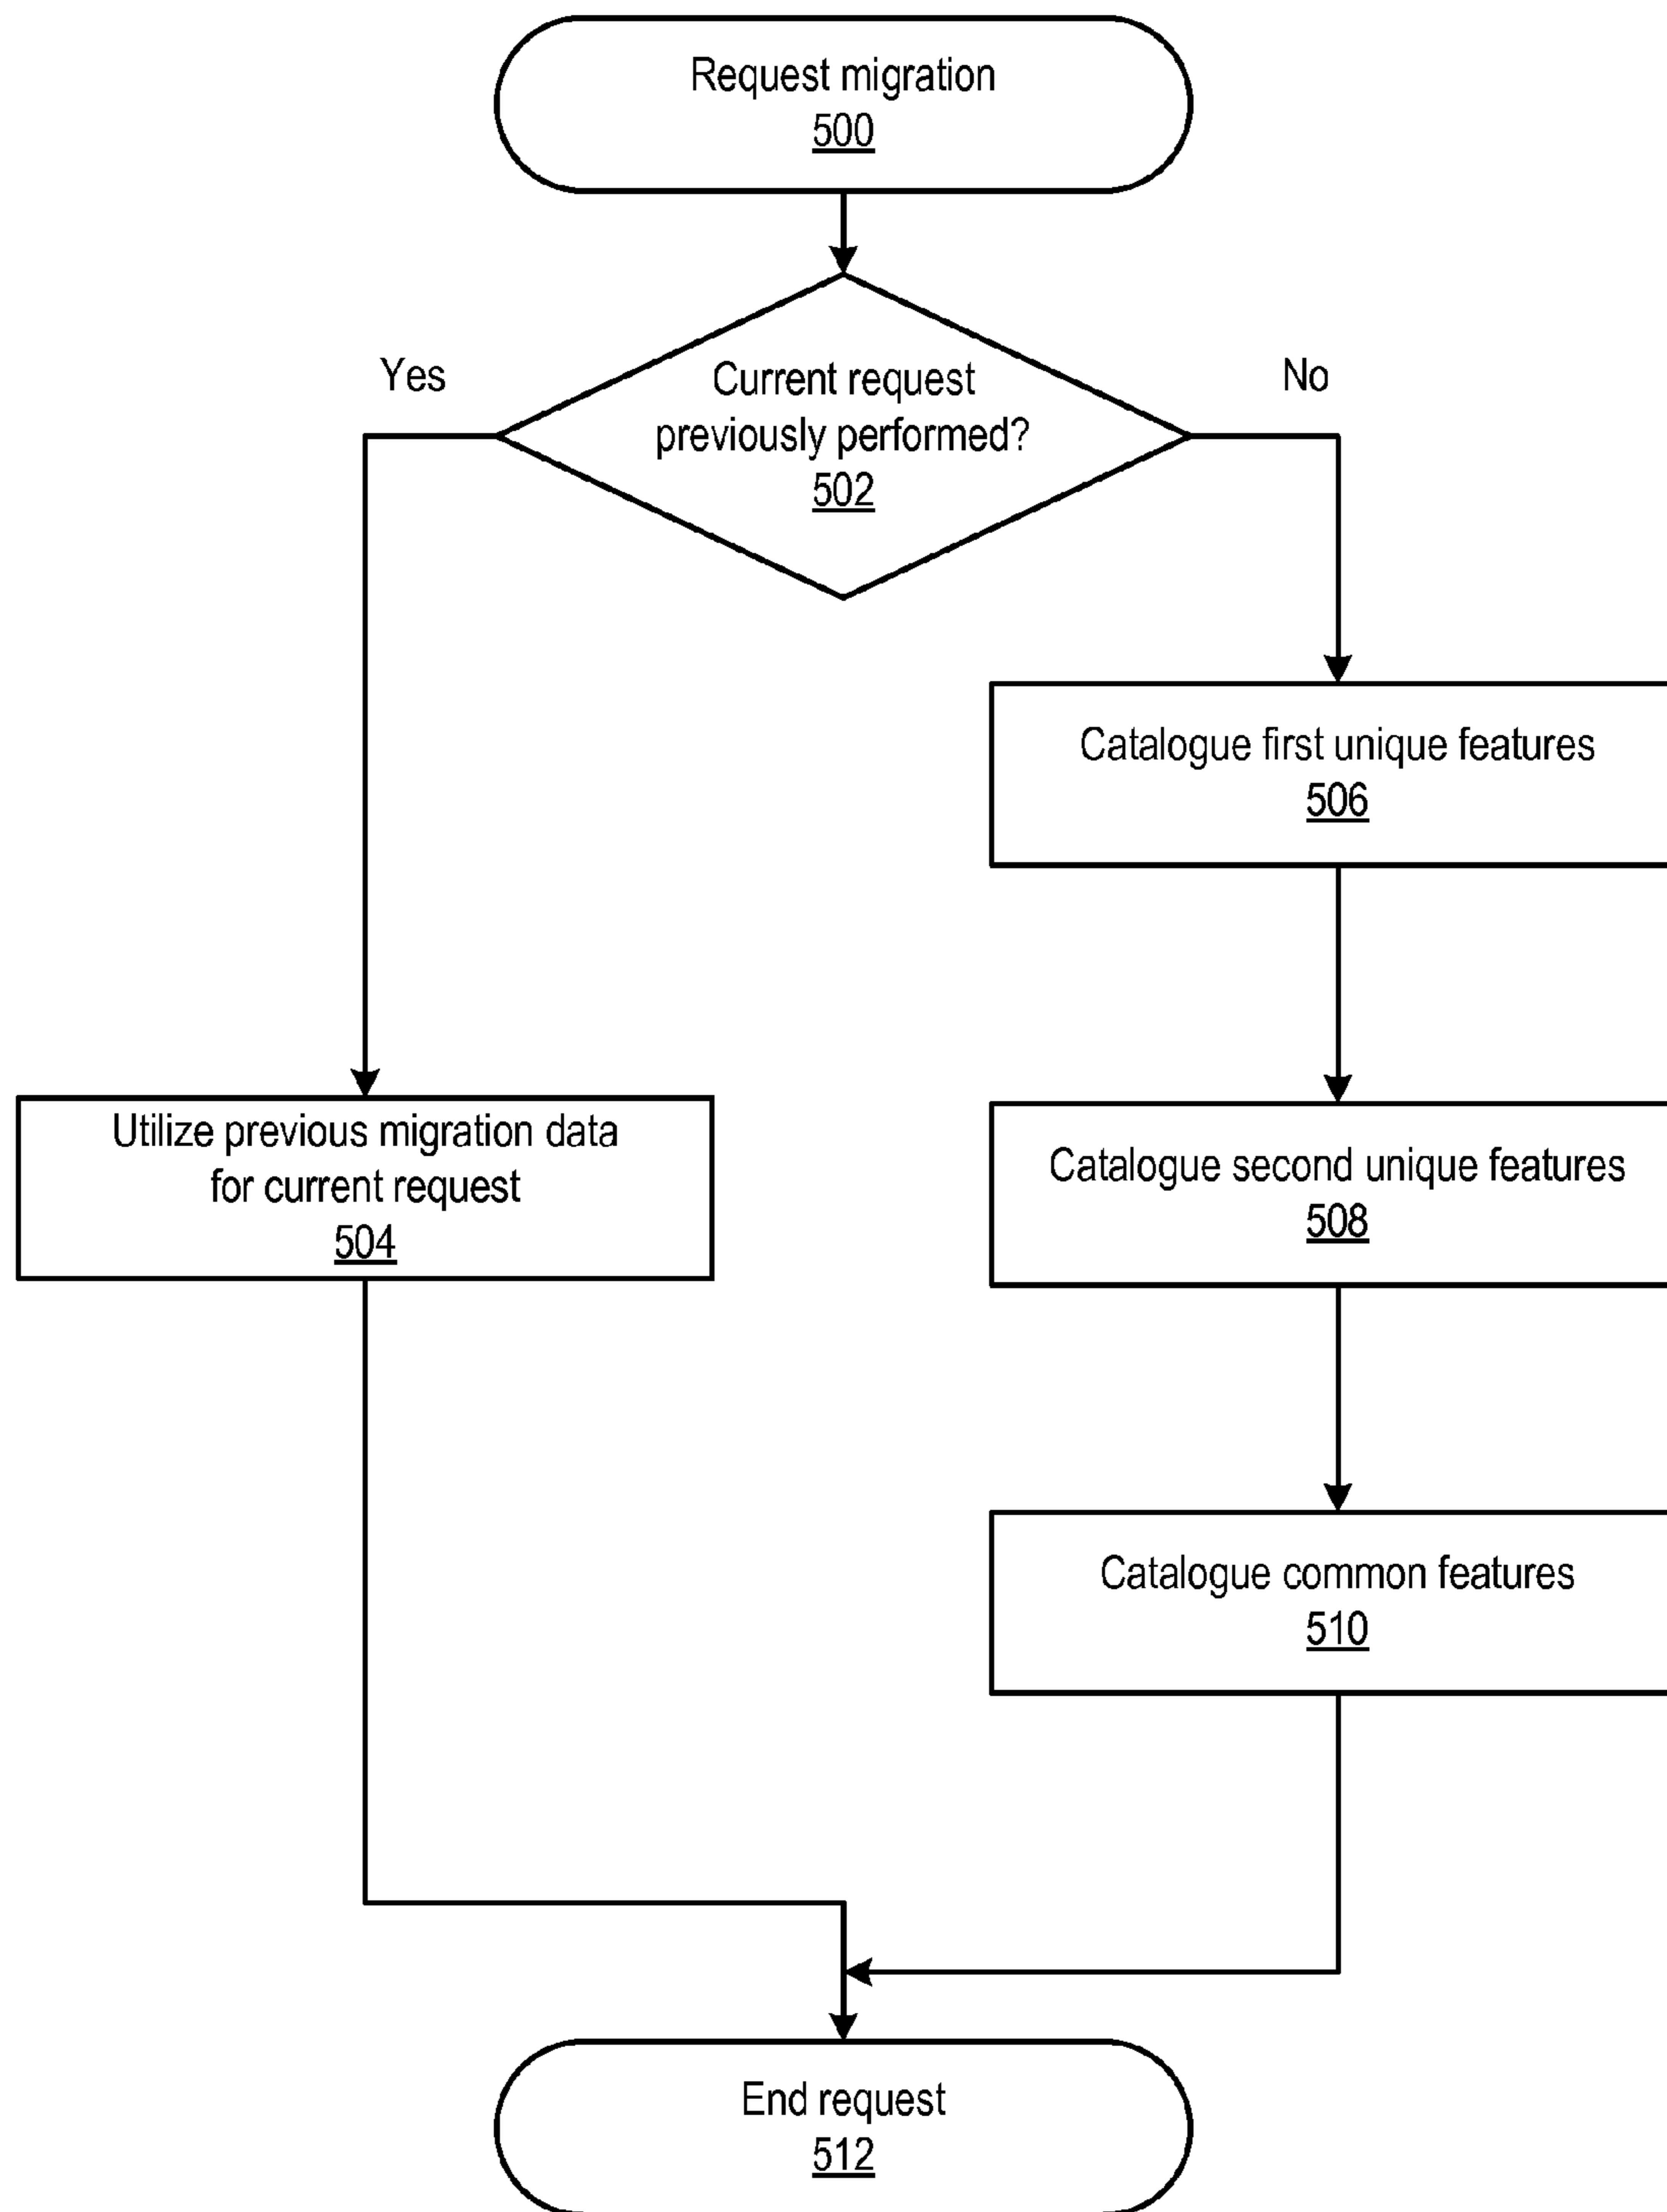 Request migration
500
Yes
Current request
previously performed?
502
No
Catalogue first unique features
506
Utilize previous migration data
for current request
504
Catalogue second unique features
508
Catalogue common features
510
End request
512